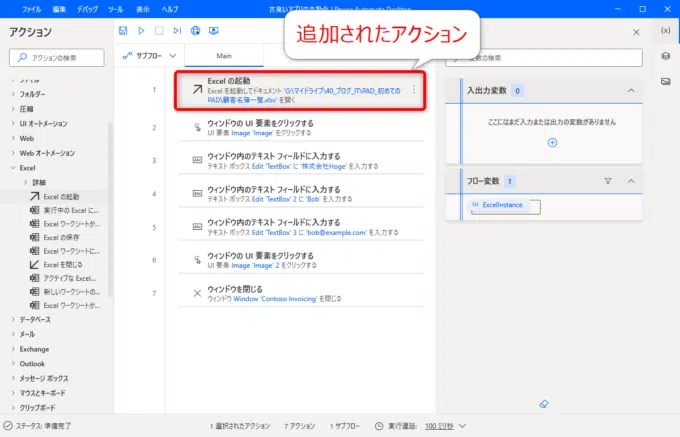 ファイル 編集 デバッグ ツール 表示 ヘルプ
Power Automate Desktop
追加されたアクション
アクション
アクションの検索
サブフロー
Main
変数の検索
{x}
ファイル
フォルダー
圧縮
UI オートメーション
Web
Web オートメーション
Excel
詳細
Excel の起動
実行中の Excel に...
Excel ワークシートか...
Excel の保存
Excel ワークシートに...
Excel を閉じる
アクティブな Excel...
新しいワークシートの...
Excel ワークシートか...
データベース
メール
Exchange
Outlook
メッセージ ボックス
マウスとキーボード
クリップボード
1
Excel の起動
Excel を起動してドキュメント 'G:\マイドライブ\40_ブログ_IT\PAD_初めての
PAD\顧客名簿一覧.xlsx' を開く
2
ウィンドウの UI 要素をクリックする
UI 要素 Image 'Image' をクリックする
3
ウィンドウ内のテキスト フィールドに入力する
テキスト ボックス Edit 'TextBox' に '株式会社Hoge' を入力する
4
ウィンドウ内のテキスト フィールドに入力する
テキスト ボックス Edit 'TextBox' 2 に 'Bob' を入力する
5
ウィンドウ内のテキスト フィールドに入力する
テキスト ボックス Edit 'TextBox' 3 に 'bob@example.com' を入力する
6
ウィンドウの UI 要素をクリックする
UI 要素 Image 'Image' 2 をクリックする
7
ウィンドウを閉じる
ウィンドウ Window 'Contoso Invoicing' を閉じる
入出力変数 0
ここにはまだ入力または出力の変数がありません
フロー変数 1
(x) ExcelInstance
ステータス: 準備完了
1 選択されたアクション
7 アクション
1 サブフロー
実行遅延: 100 ミリ秒